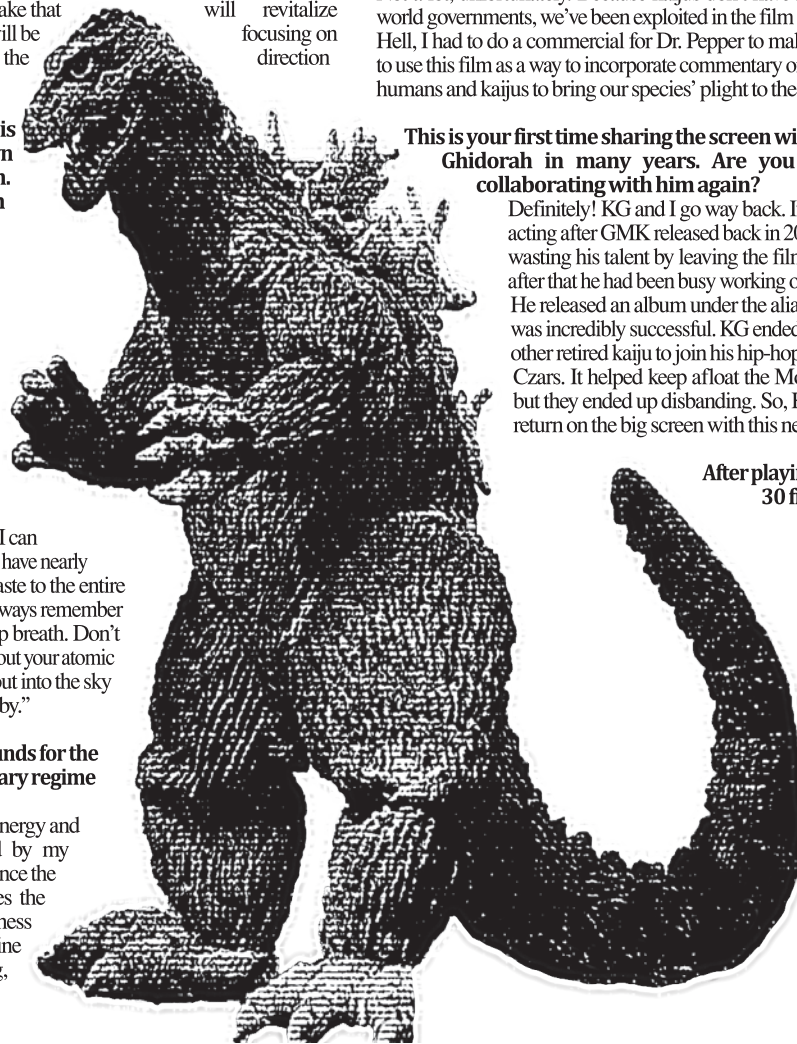 ake that
will be
the
is
n
n.
n
I can
have nearly
aste to the entire
ways remember
p breath. Don't
out your atomic
out into the sky
by.”
unds for the
ary regime
nergy and
by my
nce the
es the
ness
ine
will revitalize
focusing on
direction
world governments, we’ve been exploited in the film
Hell, I had to do a commercial for Dr. Pepper to mal
to use this film as a way to incorporate commentary o
humans and kaijus to bring our species’ plight to the
This is your first time sharing the screen wi
Ghidorah in many years. Are you
collaborating with him again?
Definitely! KG and I go way back. I
acting after GMK released back in 20
wasting his talent by leaving the film
after that he had been busy working o
He released an album under the alia
was incredibly successful. KG ended
other retired kaiju to join his hip-hop
Czars. It helped keep afloat the Mo
but they ended up disbanding. So,
return on the big screen with this ne
After playi
30 fi